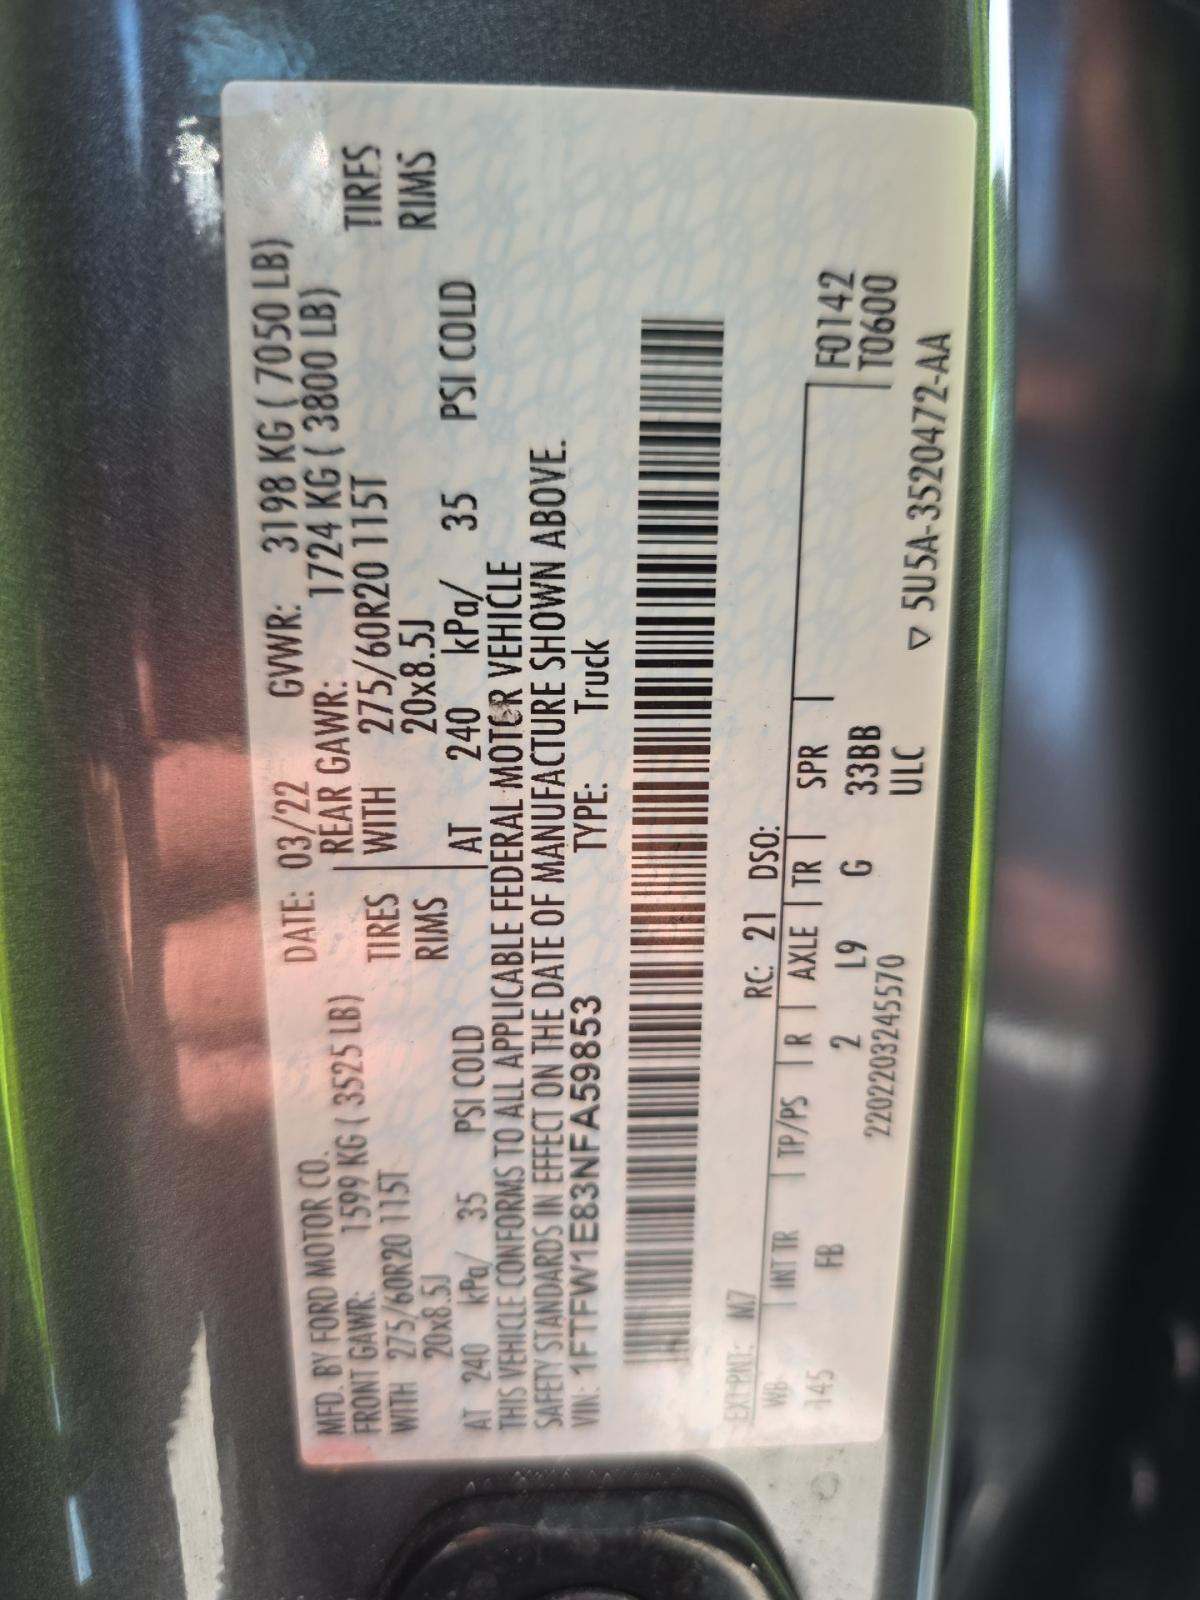 MFD. BY FORD MOTOR CO. DATE: 03/22 GVWR: 3198 KG ( 7050 LB)
FRONT GAWR: 1599 KG ( 3525 LB) REAR GAWR: 1724 KG ( 3800 LB)
WITH 275/60R20 115T TIRES WITH 275/60R20 115T TIRES
20x8.5J RIMS 20x8.5J RIMS
AT 240 kPa/ 35 PSI COLD AT 240 kPa/ 35 PSI COLD
THIS VEHICLE CONFORMS TO ALL APPLICABLE FEDERAL MOTOR VEHICLE
SAFETY STANDARDS IN EFFECT ON THE DATE OF MANUFACTURE SHOWN ABOVE.
VIN: 1FTFW1E83NFA59853 TYPE: Truck
EXT PNT: M7 RC: 21 DSO:
WB INT TR TP/PS R AXLE TR SPR F0142
145 FB 2 L9 G 33BB T0600
2202203245570 ULC
▽ 5U5A-3520472-AA